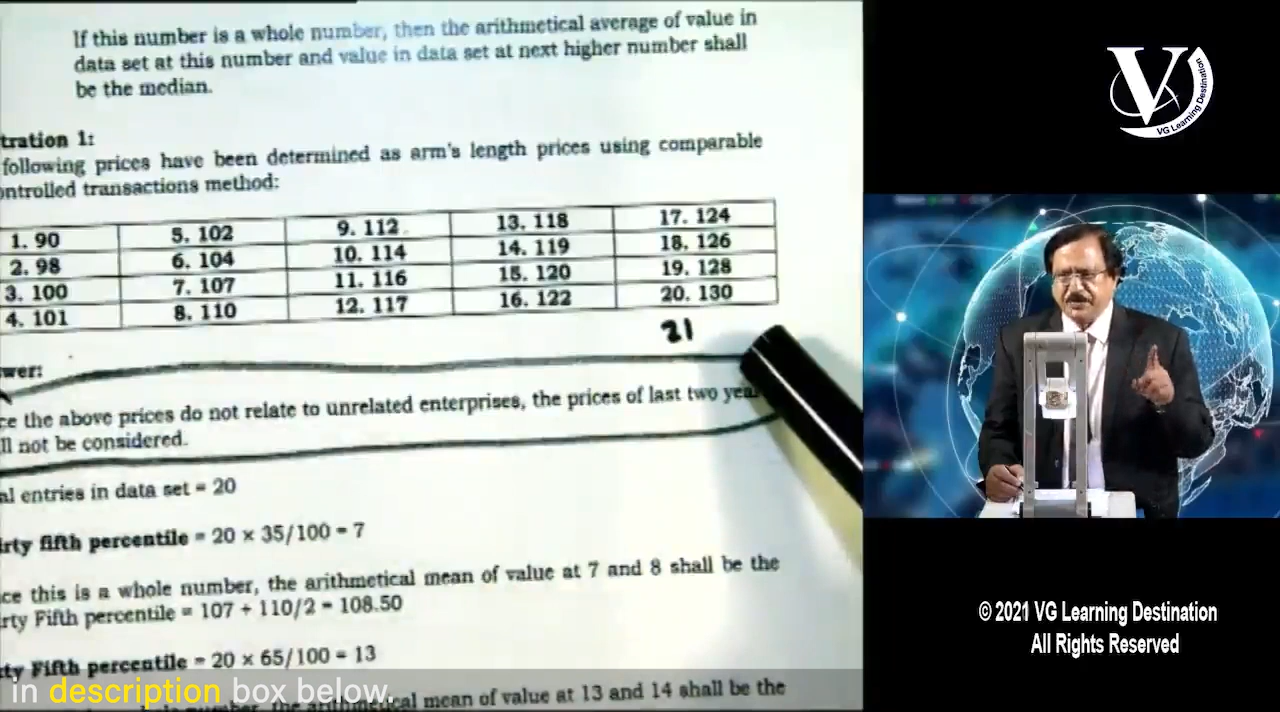 If this number is a whole number, then the arithmetical average of value in
data set at this number and value in data set at next higher number shall
be the median.
tration 1:
following prices have been determined as arm's length prices using comparable
ontrolled transactions method:
1. 90 5. 102 9. 112 13. 118 17. 124
2. 98 6. 104 10. 114 14. 119 18. 126
3. 100 7. 107 11. 116 15. 120 19. 128
4. 101 8. 110 12. 117 16. 122 20. 130
21
wer:
ce the above prices do not relate to unrelated enterprises, the prices of last two yea
ll not be considered.
al entries in data set = 20
irty fifth percentile = 20 × 35/100 = 7
ce this is a whole number, the arithmetical mean of value at 7 and 8 shall be the
irty Fifth percentile = 107 + 110/2 = 108.50
ty Fifth percentile = 20 × 65/100 = 13
mean of value at 13 and 14 shall be the
in description box below.
V
VG Learning Destination
© 2021 VG Learning Destination
All Rights Reserved